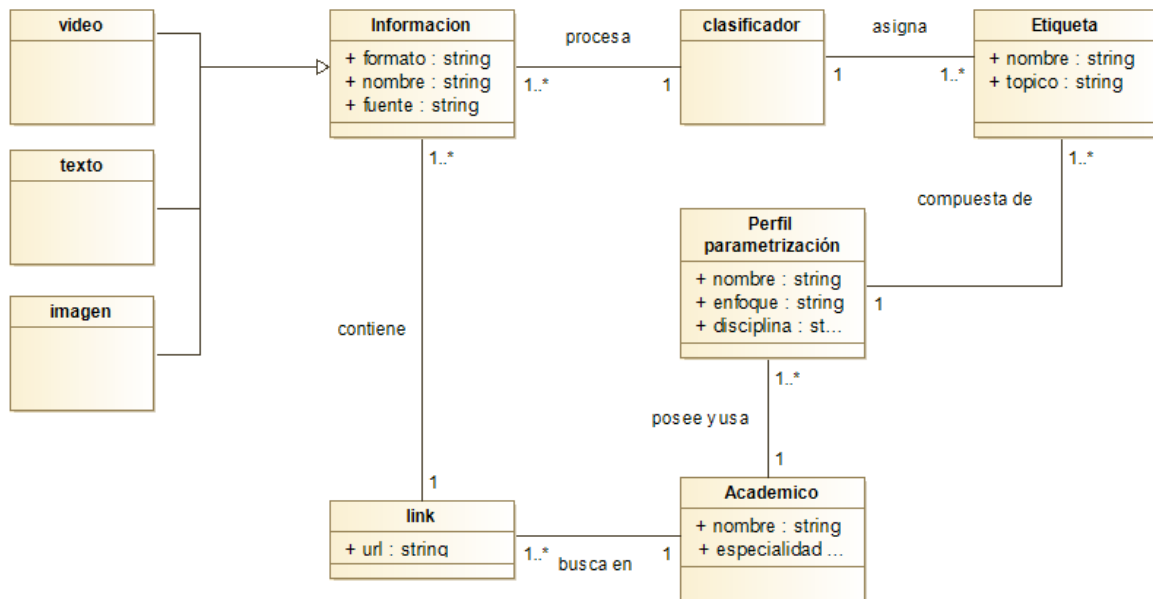 video
texto
imagen
Informacion
+ formato : string
+ nombre : string
+ fuente : string
procesa
1..*
1
clasificador
asigna
1
1..*
Etiqueta
+ nombre : string
+ topico : string
1..*
compuesta de
1
Perfil
parametrización
+ nombre : string
+ enfoque : string
+ disciplina : st...
1..*
posee y usa
1
Academico
+ nombre : string
+ especialidad ...
1..*
contiene
1
link
+ url : string
1..*
busca en
1